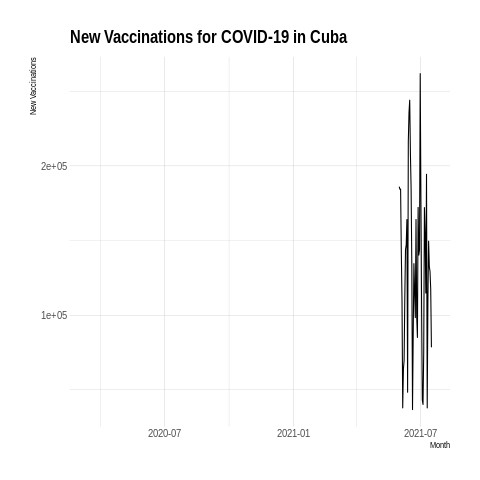 New Vaccinations for COVID-19 in Cuba
New Vaccinations
2e+05
1e+05
2020-07
2021-01
2021-07
Month